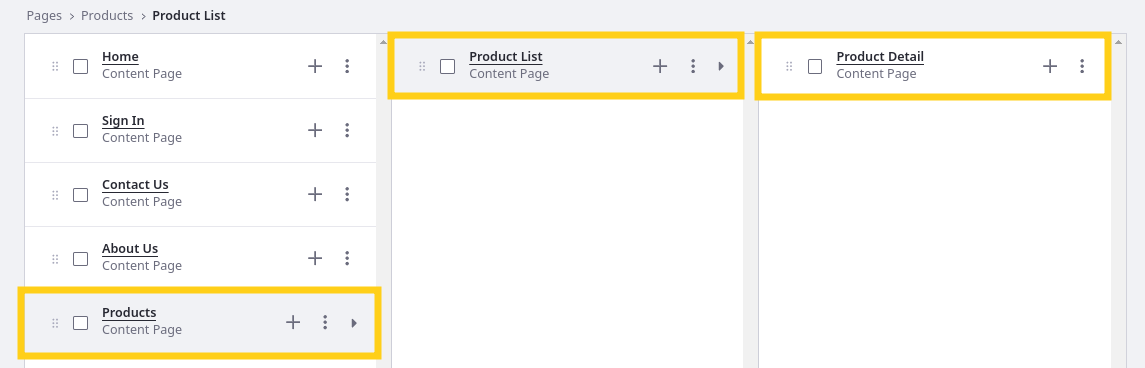 Pages > Products > Product List
Home
Content Page
Sign In
Content Page
Contact Us
Content Page
About Us
Content Page
Products
Content Page
Product List
Content Page
Product Detail
Content Page